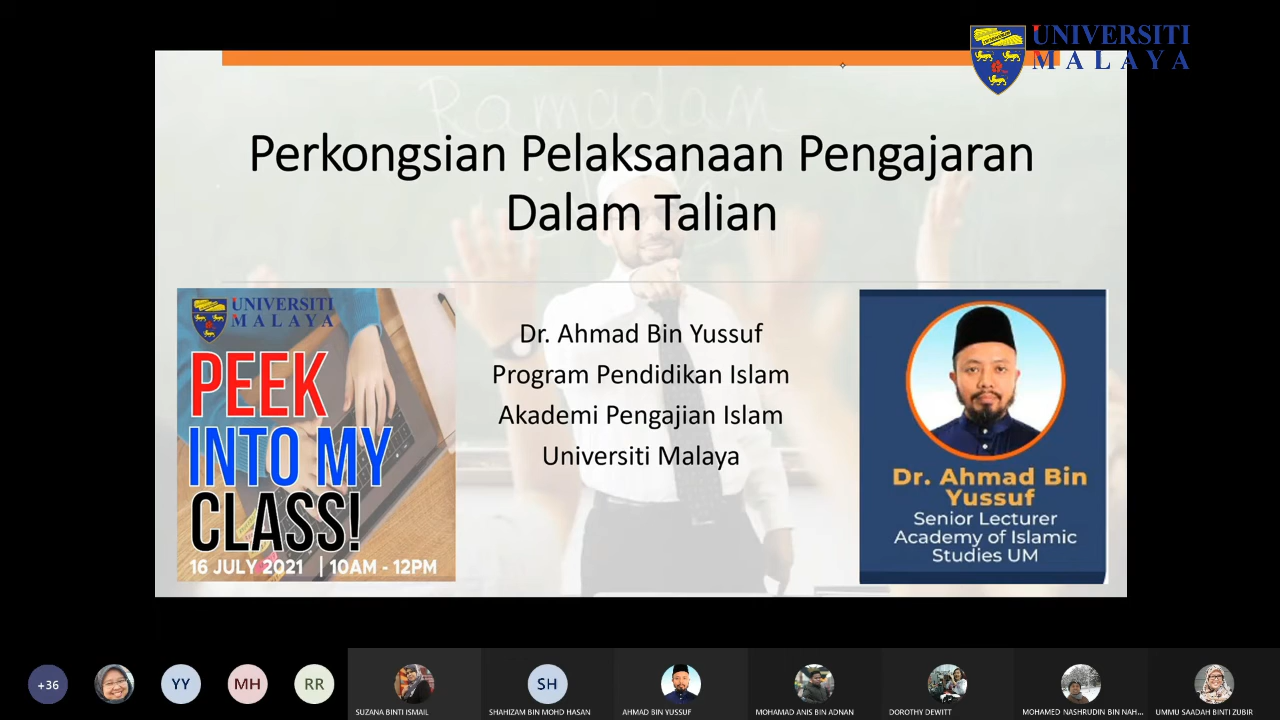 UNIVERSITI
MALAYA
Ramadan
Perkongsian Pelaksanaan Pengajaran
Dalam Talian
UNIVERSITI
MALAYA
PEEK
INTO MY
CLASS!
16 JULY 2021 | 10AM - 12PM
Dr. Ahmad Bin Yussuf
Program Pendidikan Islam
Akademi Pengajian Islam
Universiti Malaya
Dr. Ahmad Bin
Yussuf
Senior Lecturer
Academy of Islamic
Studies UM
+36
YY
MH
RR
SUZANA BINTI ISMAIL
SH
SHAHIZAM BIN MOHD HASAN
AHMAD BIN YUSSUF
MOHAMAD ANIS BIN ADNAN
DOROTHY DEWITT
MOHAMED NASHRUDIN BIN NAH...
UMMU SAADAH BINTI ZUBIR